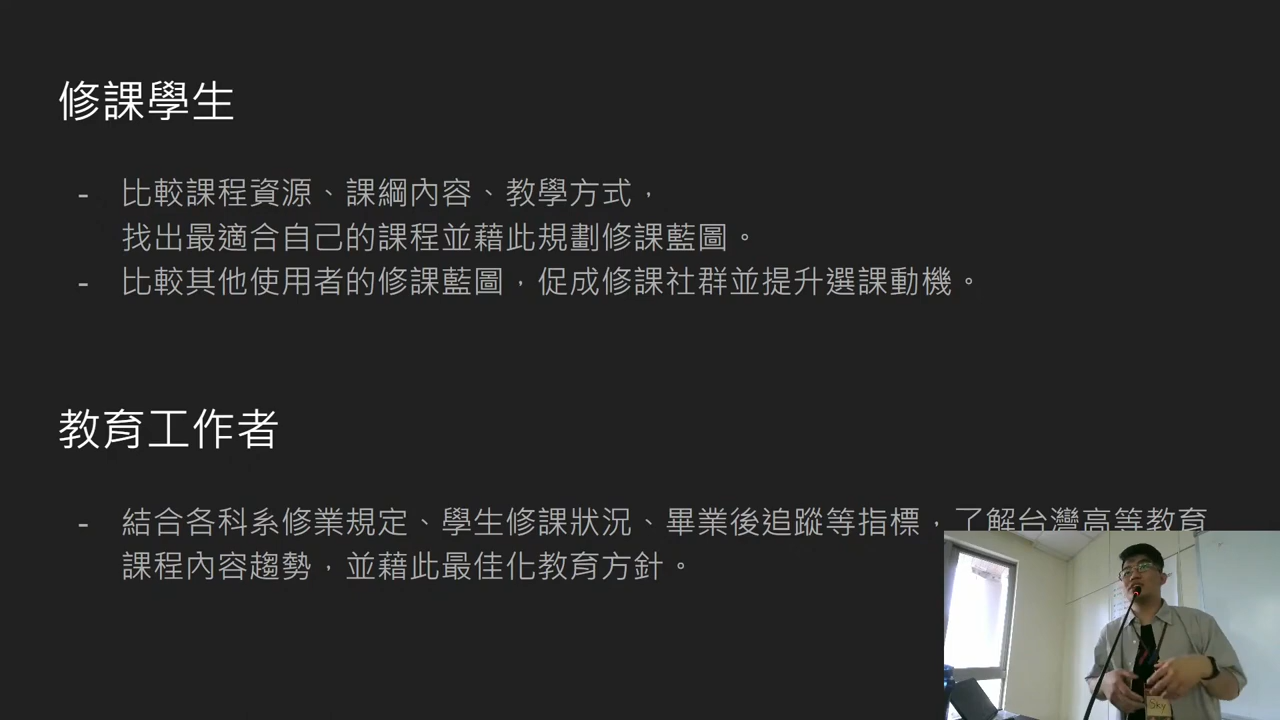 修課學生
- 比較課程資源、課綱內容、教學方式，
找出最適合自己的課程並藉此規劃修課藍圖。
- 比較其他使用者的修課藍圖，促成修課社群並提升選課動機。
教育工作者
- 結合各科系修業規定、學生修課狀況、畢業後追蹤等指標，了解台灣高等教育
課程內容趨勢，並藉此最佳化教育方針。
Sky